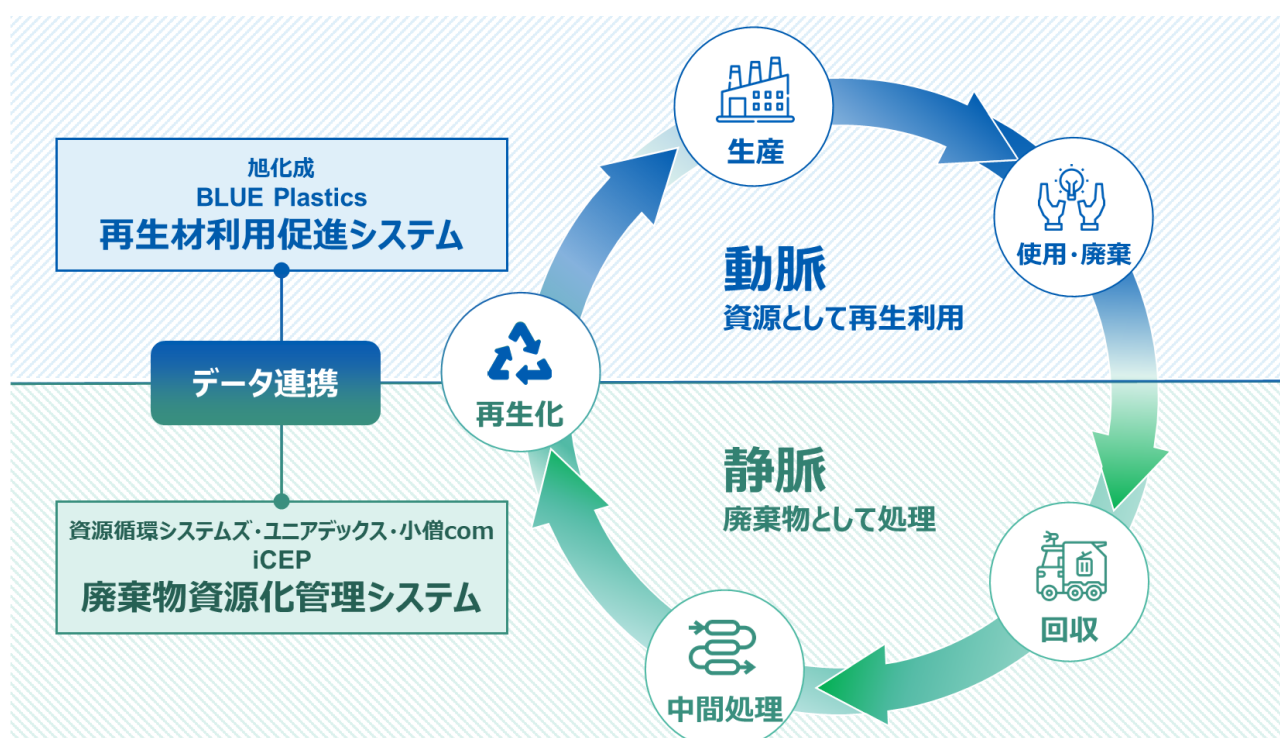 旭化成
BLUE Plastics
再生材利用促進システム
データ連携
資源循環システムズ・ユニアデックス・小僧com
iCEP
廃棄物資源化管理システム
生産
使用・廃棄
動脈
資源として再生利用
再生化
静脈
廃棄物として処理
回収
中間処理